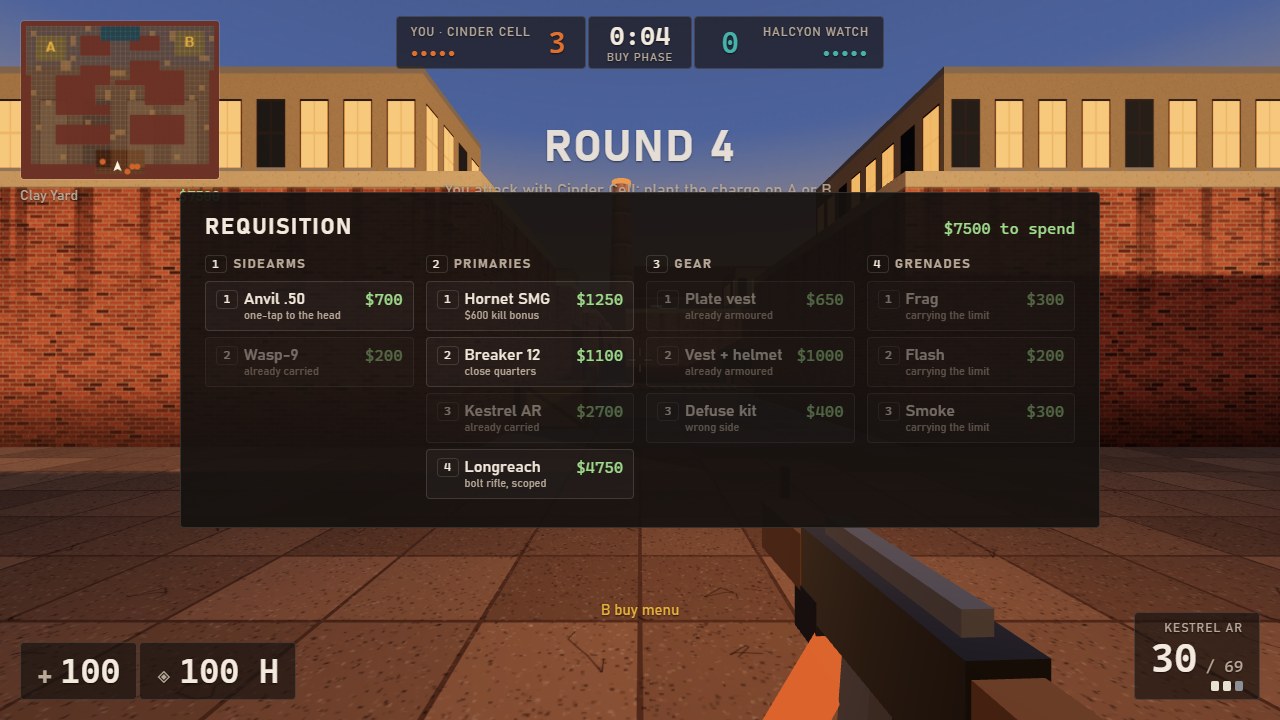 A
B
YOU · CINDER CELL
3
0:04
BUY PHASE
0
HALCYON WATCH
ROUND 4
You attack with Cinder Cell: plant the charge on A or B
Clay Yard
$7500
REQUISITION
$7500 to spend
1 SIDEARMS
1 Anvil .50 $700
one-tap to the head
2 Wasp-9 $200
already carried
2 PRIMARIES
1 Hornet SMG $1250
$600 kill bonus
2 Breaker 12 $1100
close quarters
3 Kestrel AR $2700
already carried
4 Longreach $4750
bolt rifle, scoped
3 GEAR
1 Plate vest $650
already armoured
2 Vest + helmet $1000
already armoured
3 Defuse kit $400
wrong side
4 GRENADES
1 Frag $300
carrying the limit
2 Flash $200
carrying the limit
3 Smoke $300
carrying the limit
B buy menu
100
100 H
KESTREL AR
30 / 69